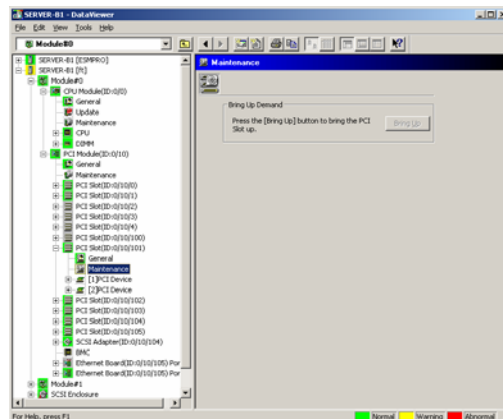 SERVER-B1 - DataViewer
File Edit View Tools Help
Module#0
SERVER-B1 [ESMPRO]
SERVER-B1 [ft]
Module#0
CPU Module(ID:0/0)
General
Update
Maintenance
CPU
DIMM
PCI Module(ID:0/10)
General
Maintenance
PCI Slot(ID:0/10/0)
PCI Slot(ID:0/10/1)
PCI Slot(ID:0/10/2)
PCI Slot(ID:0/10/3)
PCI Slot(ID:0/10/4)
PCI Slot(ID:0/10/100)
PCI Slot(ID:0/10/101)
General
Maintenance
[1]PCI Device
[2]PCI Device
PCI Slot(ID:0/10/102)
PCI Slot(ID:0/10/103)
PCI Slot(ID:0/10/104)
PCI Slot(ID:0/10/105)
SCSI Adapter(ID:0/10/104)
BMC
Ethernet Board(ID:0/10/105) Por
Ethernet Board(ID:0/10/105) Por
Module#1
SCSI Enclosure
Maintenance
Bring Up Demand
Press the [Bring Up] button to bring the PCI
Slot up.
Bring Up
For Help, press F1
Normal Warning Abnormal